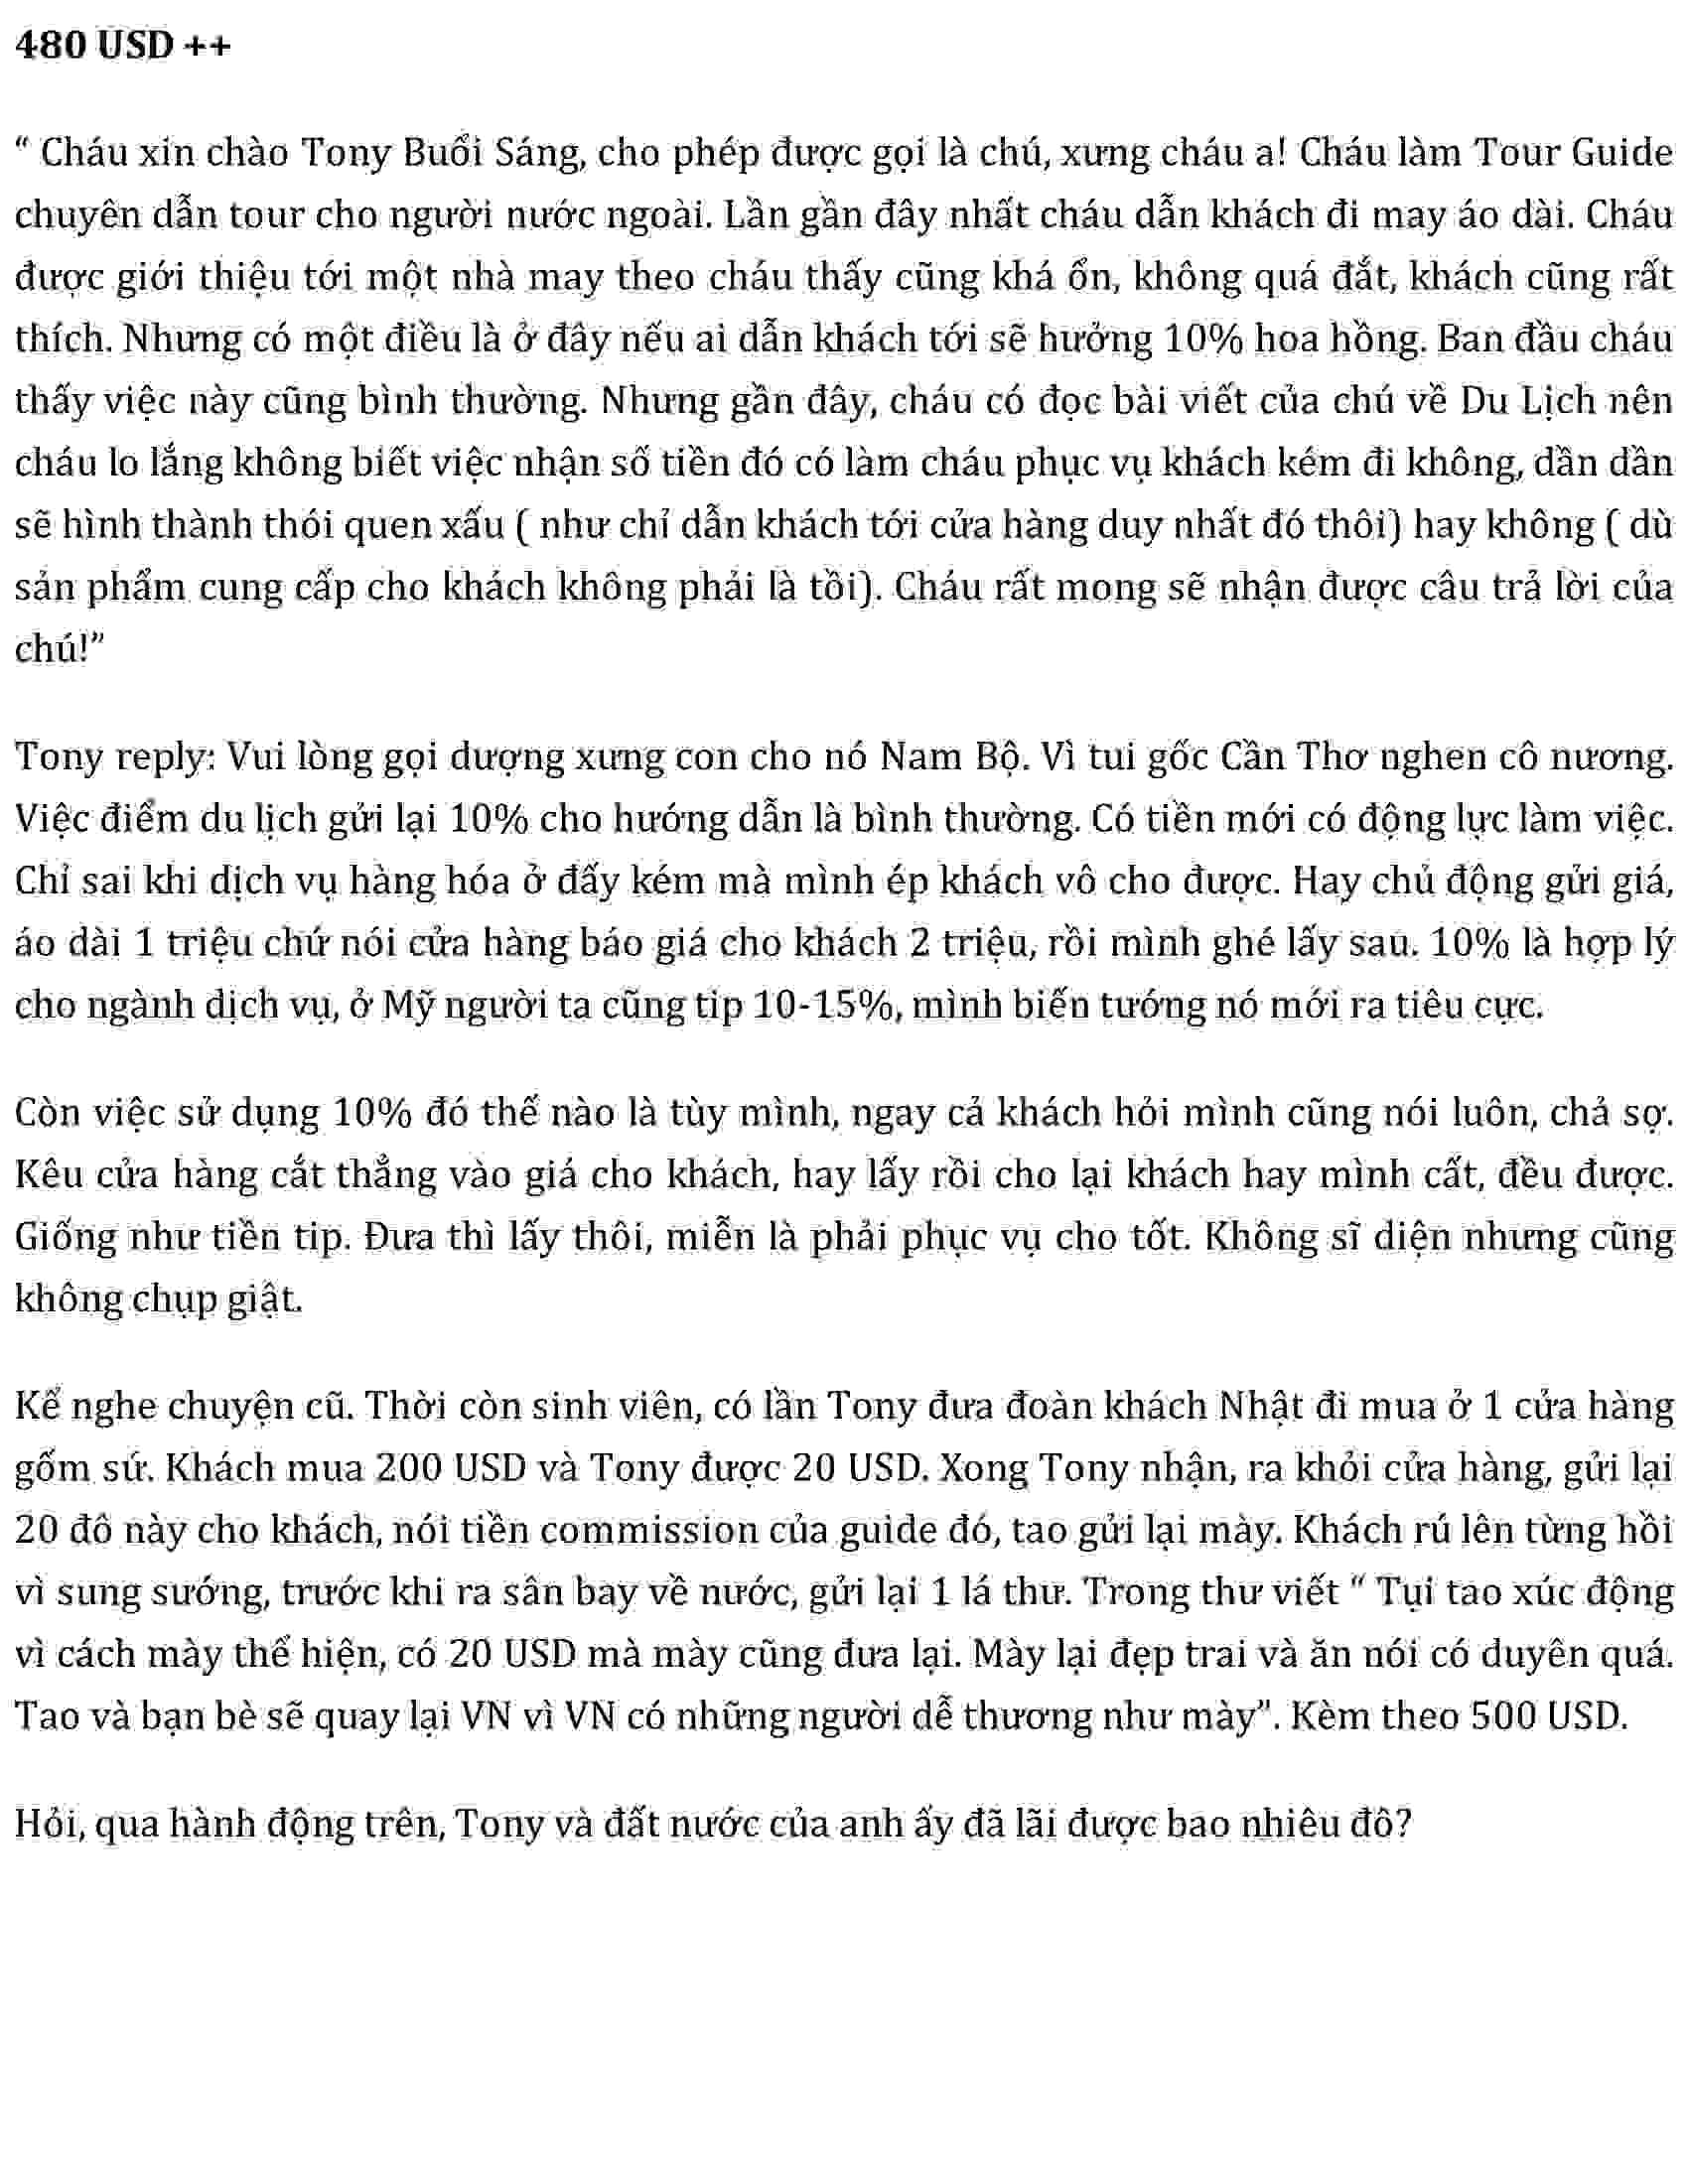 480 USD ++
“ Cháu xin chào Tony Buổi Sáng, cho phép được gọi là chú, xưng cháu ạ! Cháu làm Tour Guide
chuyên dẫn tour cho người nước ngoài. Lần gần đây nhất cháu dẫn khách đi may áo dài. Cháu
được giới thiệu tới một nhà may theo cháu thấy cũng khá ổn, không quá đắt, khách cũng rất
thích. Nhưng có một điều là ở đây nếu ai dẫn khách tới sẽ hưởng 10% hoa hồng. Ban đầu cháu
thấy việc này cũng bình thường. Nhưng gần đây, cháu có đọc bài viết của chú về Du Lịch nên
cháu lo lắng không biết việc nhận số tiền đó có làm cháu phục vụ khách kém đi không, dần dần
sẽ hình thành thói quen xấu ( như chỉ dẫn khách tới cửa hàng duy nhất đó thôi) hay không ( dù
sản phẩm cung cấp cho khách không phải là tồi). Cháu rất mong sẽ nhận được câu trả lời của
chú!”
Tony reply: Vui lòng gọi dượng xưng con cho nó Nam Bộ. Vì tui gốc Cần Thơ nghen cô nương.
Việc điểm du lịch gửi lại 10% cho hướng dẫn là bình thường. Có tiền mới có động lực làm việc.
Chỉ sai khi dịch vụ hàng hóa ở đấy kém mà mình ép khách vô cho được. Hay chủ động gửi giá,
áo dài 1 triệu chứ nói cửa hàng báo giá cho khách 2 triệu, rồi mình ghé lấy sau. 10% là hợp lý
cho ngành dịch vụ, ở Mỹ người ta cũng tip 10-15%, mình biến tướng nó mới ra tiêu cực.
Còn việc sử dụng 10% đó thế nào là tùy mình, ngay cả khách hỏi mình cũng nói luôn, chả sợ.
Kêu cửa hàng cắt thẳng vào giá cho khách, hay lấy rồi cho lại khách hay mình cất, đều được.
Giống như tiền tip. Đưa thì lấy thôi, miễn là phải phục vụ cho tốt. Không sĩ diện nhưng cũng
không chụp giật.
Kể nghe chuyện cũ. Thời còn sinh viên, có lần Tony đưa đoàn khách Nhật đi mua ở 1 cửa hàng
gốm sứ. Khách mua 200 USD và Tony được 20 USD. Xong Tony nhận, ra khỏi cửa hàng, gửi lại
20 đô này cho khách, nói tiền commission của guide đó, tao gửi lại mày. Khách rú lên từng hồi
vì sung sướng, trước khi ra sân bay về nước, gửi lại 1 lá thư. Trong thư viết “ Tụi tao xúc động
vì cách mày thể hiện, có 20 USD mà mày cũng đưa lại. Mày lại đẹp trai và ăn nói có duyên quá.
Tao và bạn bè sẽ quay lại VN vì VN có những người dễ thương như mày”. Kèm theo 500 USD.
Hỏi, qua hành động trên, Tony và đất nước của anh ấy đã lãi được bao nhiêu đô?